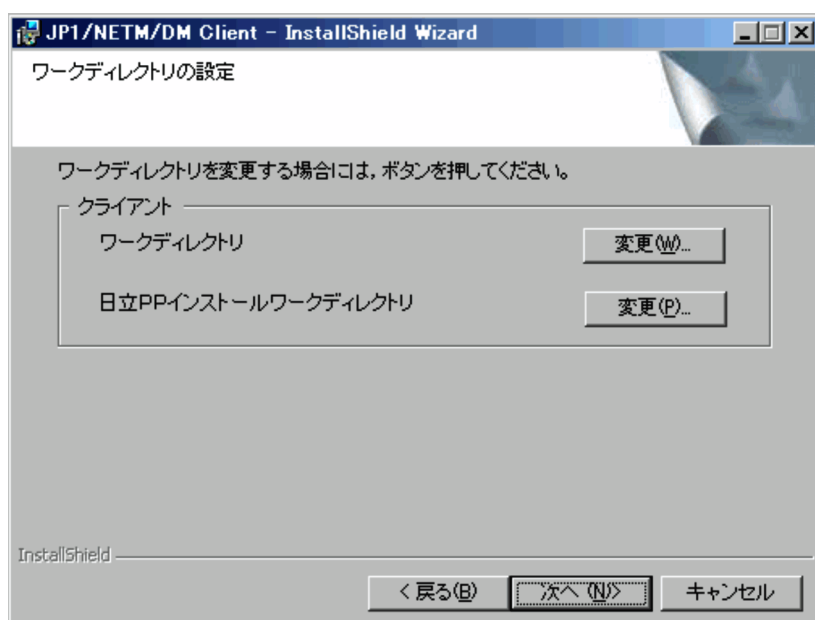 JP1/NETM/DM Client - InstallShield Wizard
ワークディレクトリの設定
ワークディレクトリを変更する場合には，ボタンを押してください。
クライアント
ワークディレクトリ 変更(W)...
日立PPインストールワークディレクトリ 変更(P)...
InstallShield
< 戻る(B) 次へ (N)> キャンセル